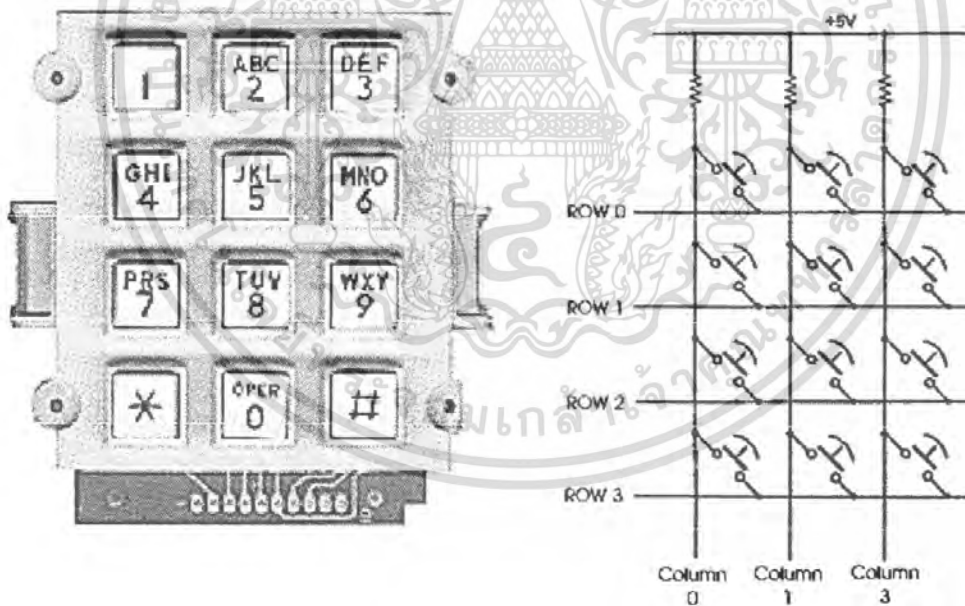 1
ABC
2
DEF
3
GHI
4
JKL
5
MNO
6
PRS
7
TUV
8
WXY
9
*
OPER
0
#
+5V
ROW 0
ROW 1
ROW 2
ROW 3
Column
0
Column
1
Column
3